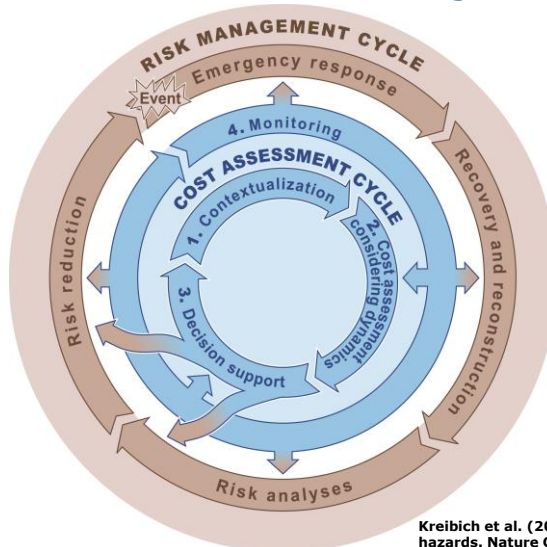 RISK MANAGEMENT CYCLE
Emergency response
Event
4. Monitoring
COST ASSESSMENT CYCLE
1. Contextualization
2. Cost assessment
considering dynamics
3. Decision support
Recovery and reconstruction
Risk reduction
Risk analyses
Kreibich et al. (20
hazards. Nature C